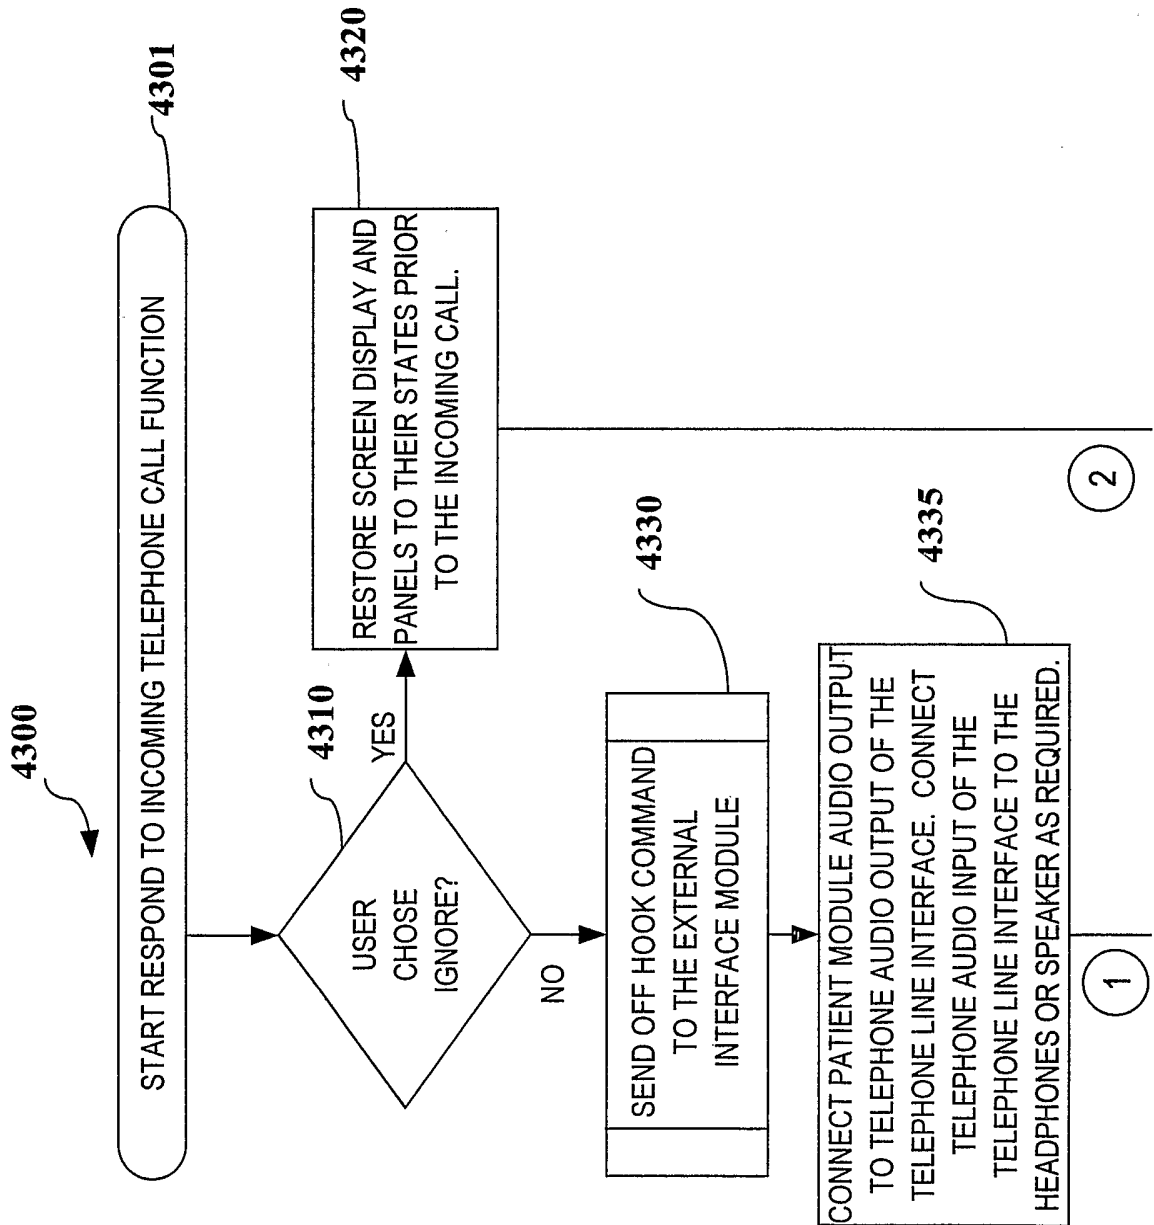 4300
4301
START RESPOND TO INCOMING TELEPHONE CALL FUNCTION
4310
USER
CHOSE
IGNORE?
YES
NO
4320
RESTORE SCREEN DISPLAY AND
PANELS TO THEIR STATES PRIOR
TO THE INCOMING CALL.
4330
SEND OFF HOOK COMMAND
TO THE EXTERNAL
INTERFACE MODULE
4335
CONNECT PATIENT MODULE AUDIO OUTPUT
TO TELEPHONE AUDIO OUTPUT OF THE
TELEPHONE LINE INTERFACE. CONNECT
TELEPHONE AUDIO INPUT OF THE
TELEPHONE LINE INTERFACE TO THE
HEADPHONES OR SPEAKER AS REQUIRED.
1
2